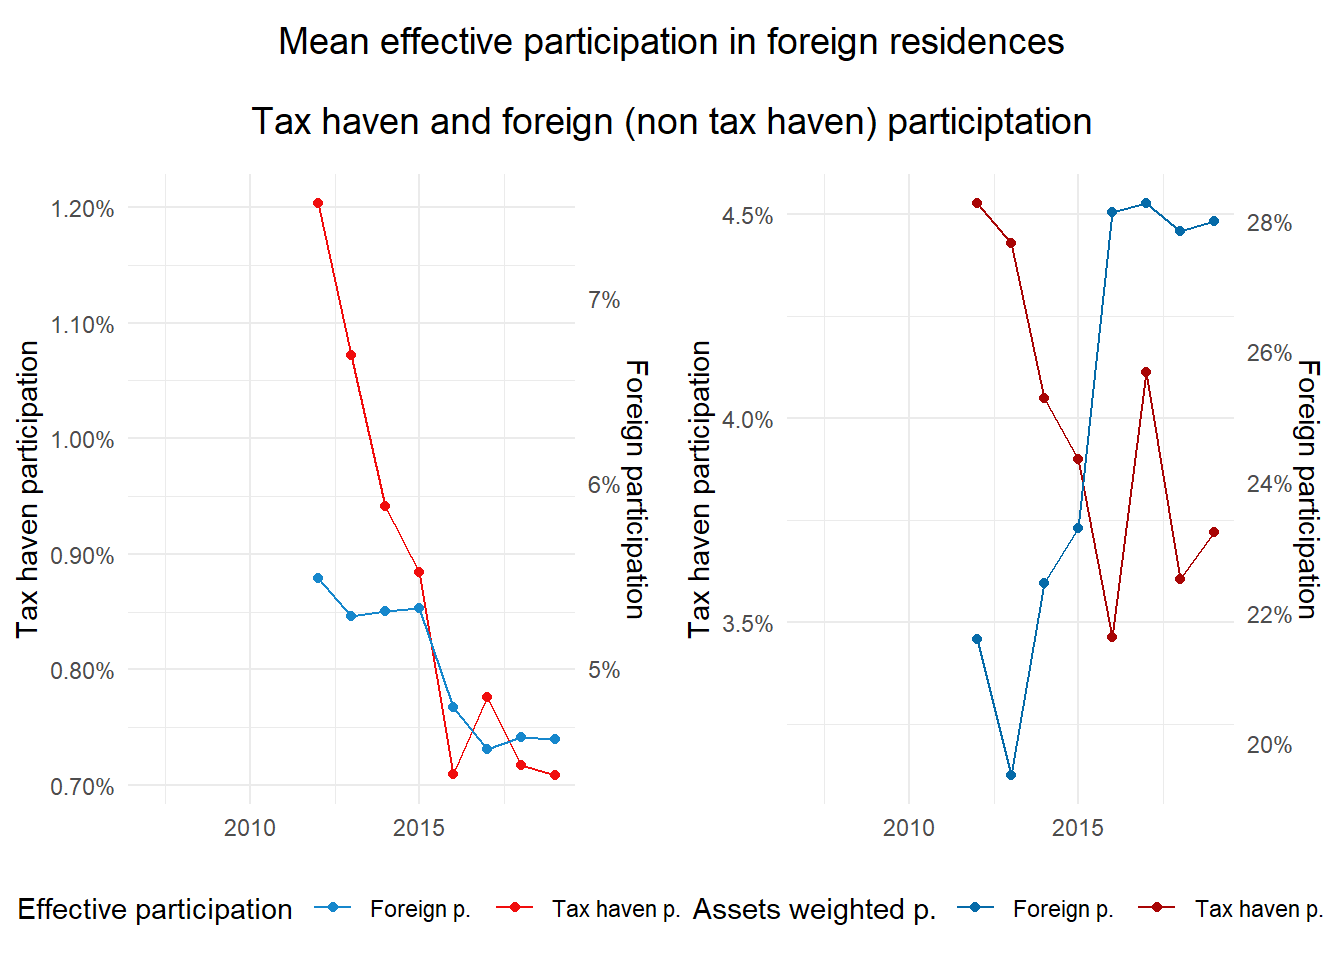 Mean effective participation in foreign residences
Tax haven and foreign (non tax haven) participtation
Tax haven participation
1.20%
1.10%
1.00%
0.90%
0.80%
0.70%
2010
2015
7%
6%
5%
Foreign participation
Tax haven participation
4.5%
4.0%
3.5%
2010
2015
28%
26%
24%
22%
20%
Foreign participation
Effective participation Foreign p. Tax haven p.
Assets weighted p. Foreign p. Tax haven p.